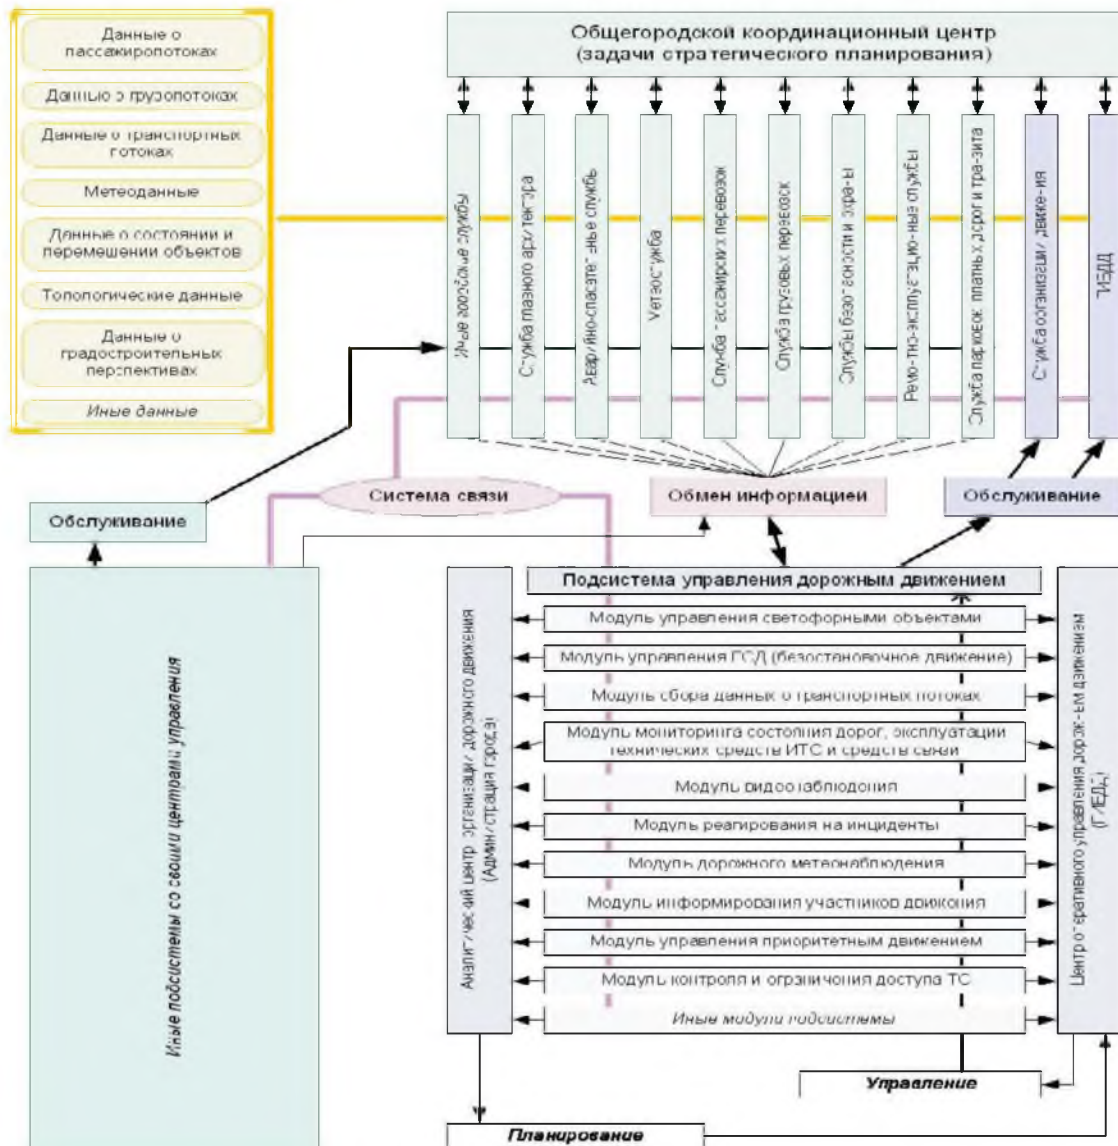 Данные о
пассажиропотоках
Данные о грузопотоках
Данные о транспортных
потоках
Метеоданные
Данные о состоянии и
перемещении объектов
Топологические данные
Данные о
градостроительных
перспективах
Иные данные
Общегородской координационный центр
(задачи стратегического планирования)
Иные городские службы
Служба главного архитектора
Аварийно-спасательные службы
Метеослужба
Служба пассажирских перевозок
Служба грузовых перевозок
Службы безопасности и охраны
Ремонтно-эксплуатационные службы
Служба парковок, платных дорог и транзита
Служба организации движения
ГИБДД
Система связи
Обмен информацией
Обслуживание
Обслуживание
Иные подсистемы со своими центрами управления
Аналитический центр организации дорожного движения
(Администрация города)
Подсистема управления дорожным движением
Модуль управления светофорными объектами
Модуль управления ГСД (безостановочное движение)
Модуль сбора данных о транспортных потоках
Модуль мониторинга состояния дорог, эксплуатации
технических средств ИТС и средств связи
Модуль видеонаблюдения
Модуль реагирования на инциденты
Модуль дорожного метеонаблюдения
Модуль информирования участников движения
Модуль управления приоритетным движением
Модуль контроля и ограничения доступа ТС
Иные модули подсистемы
Центр оперативного управления дорожным движением
(ГИБДД)
Управление
Планирование